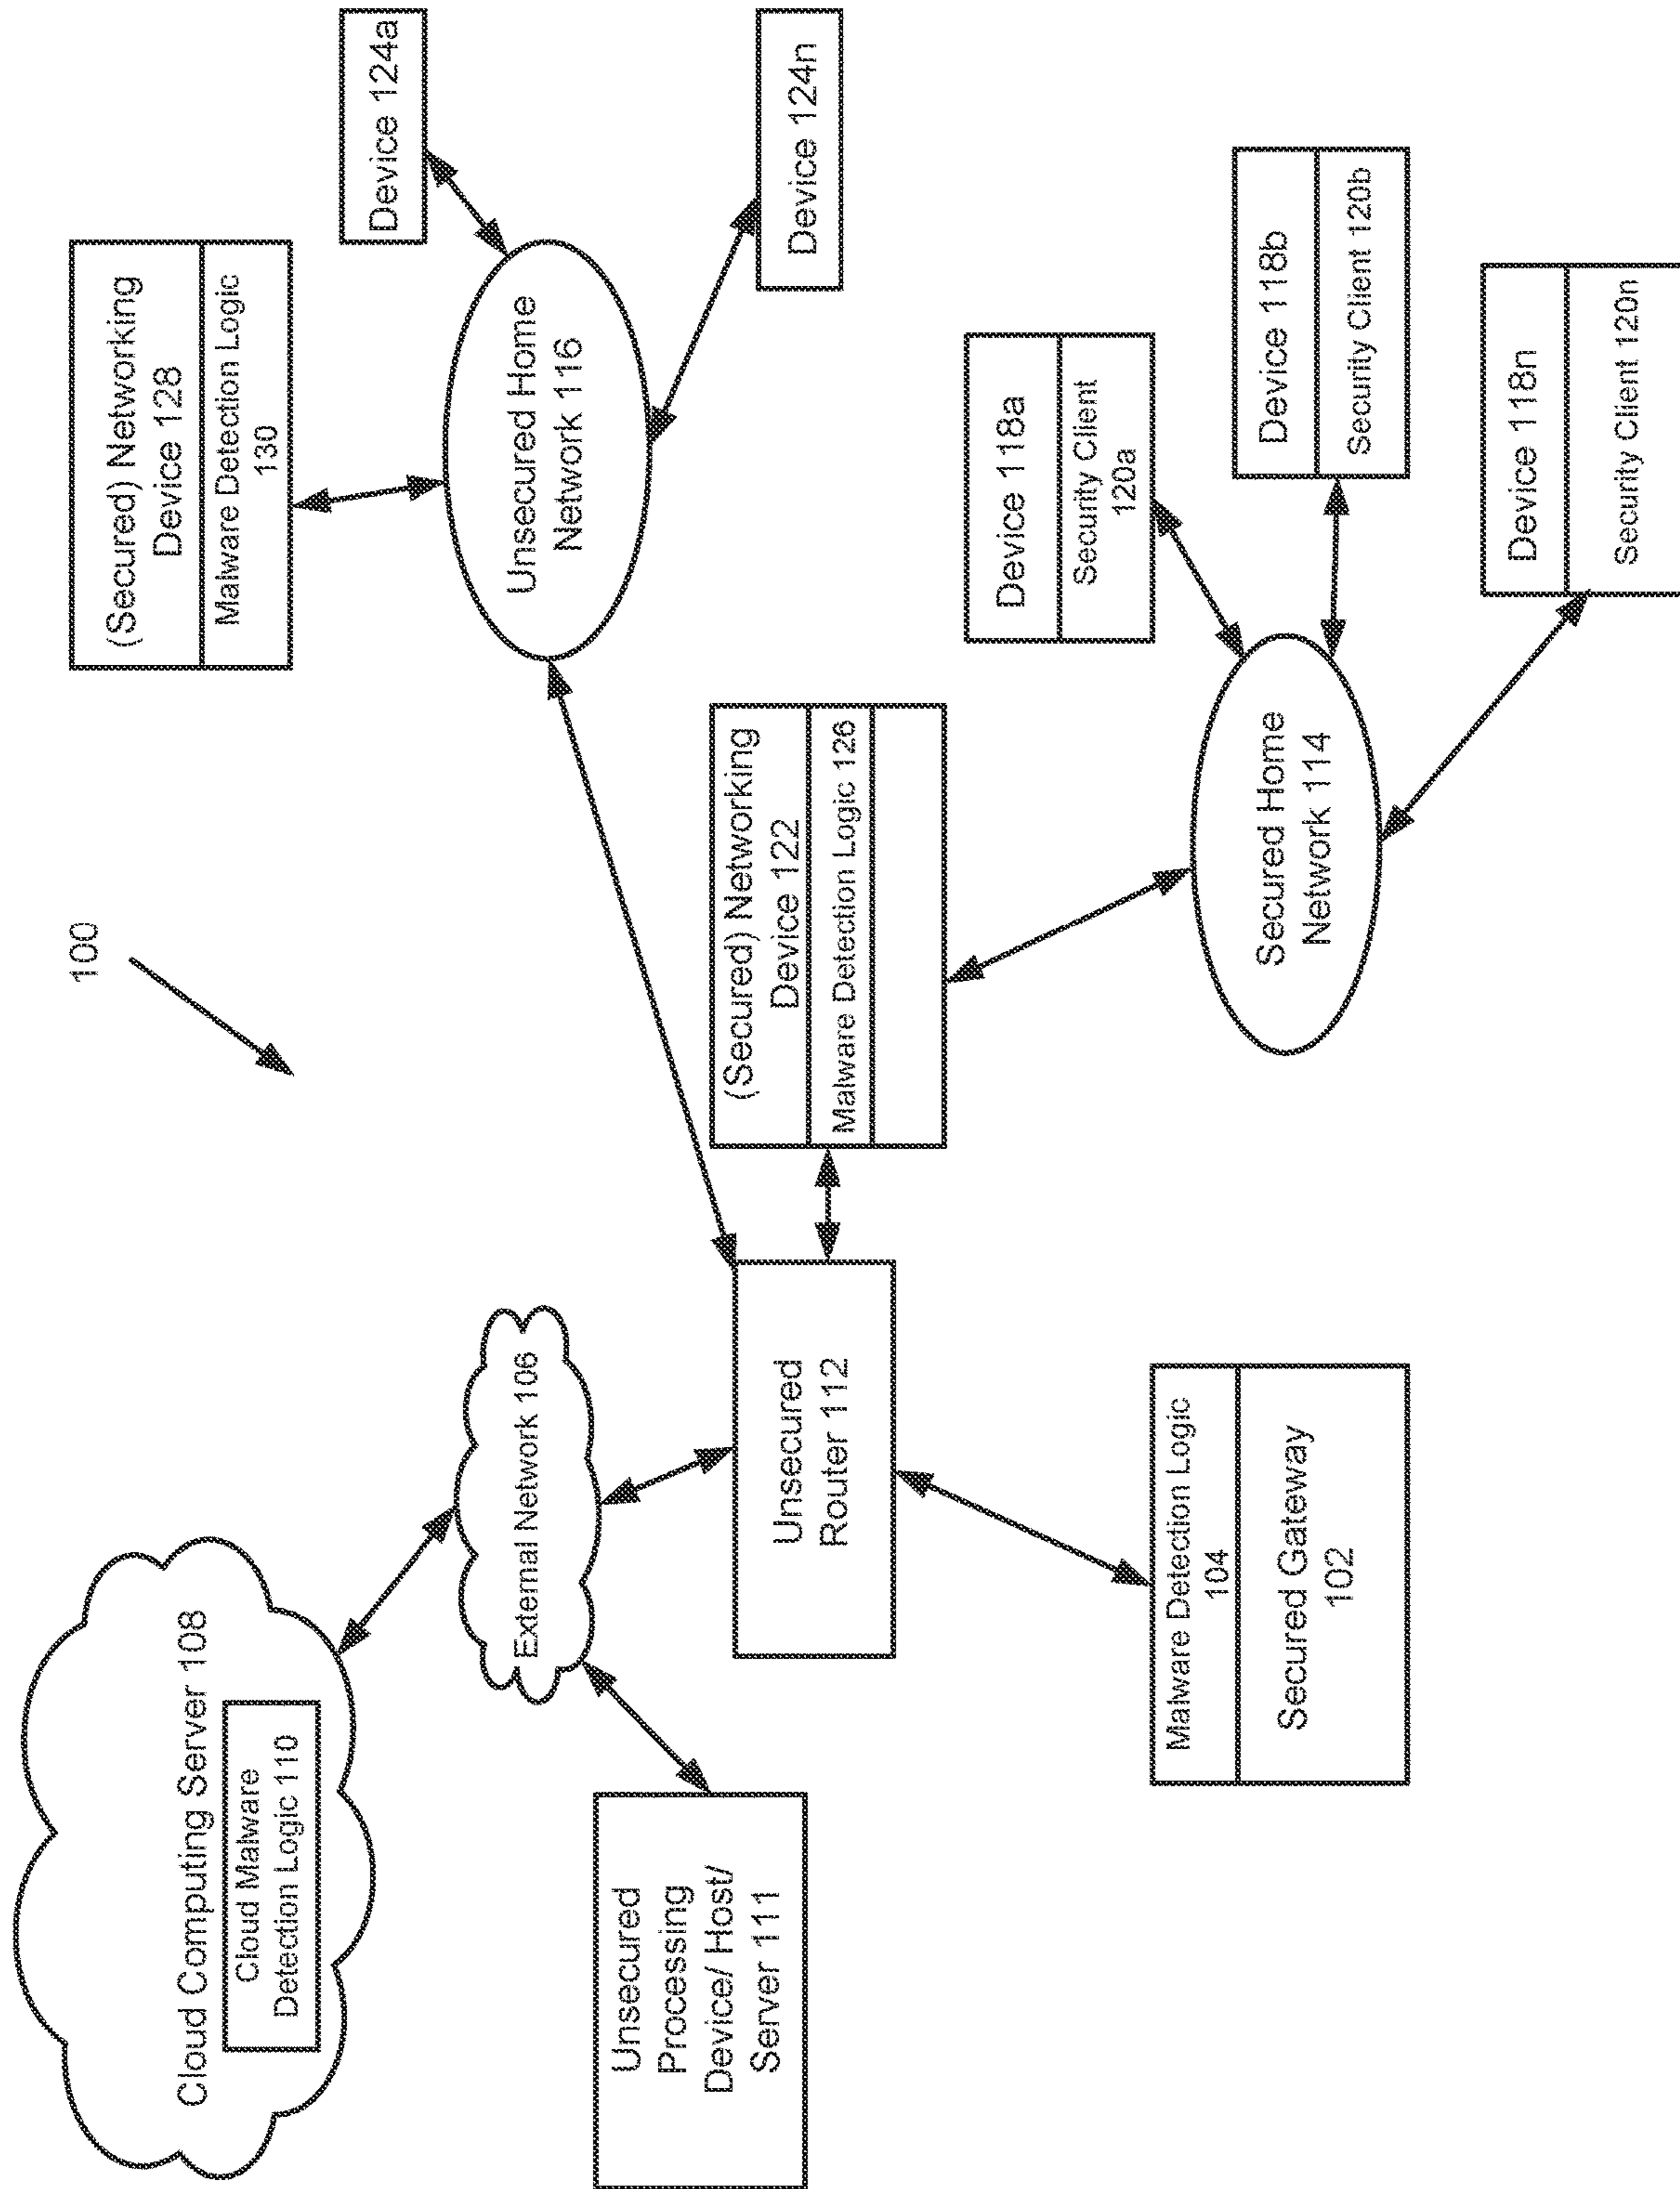 100
Cloud Computing Server 108
Cloud Malware
Detection Logic 110
External Network 106
Unsecured
Processing
Device/ Host/
Server 111
Unsecured
Router 112
Malware Detection Logic
104
Secured Gateway
102
(Secured) Networking
Device 128
Malware Detection Logic
130
Device 124a
Unsecured Home
Network 116
Device 124n
(Secured) Networking
Device 122
Malware Detection Logic 126
Device 118a
Security Client
120a
Device 118b
Security Client 120b
Secured Home
Network 114
Device 118n
Security Client 120n